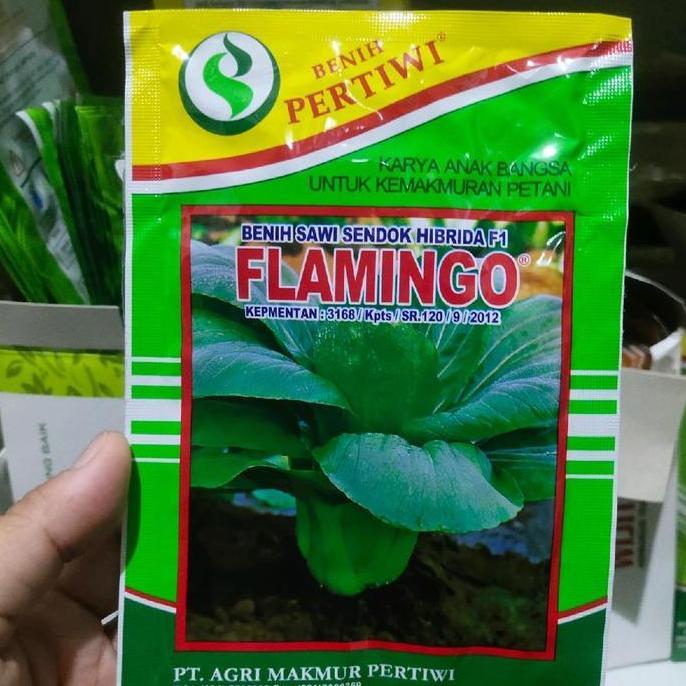 BENIH
PERTIWI®
KARYA ANAK BANGSA
UNTUK KEMAKMURAN PETANI
BENIH SAWI SENDOK HIBRIDA F1
FLAMINGO®
KEPMENTAN : 3168 / Kpts / SR.120 / 9 / 2012
PT. AGRI MAKMUR PERTIWI